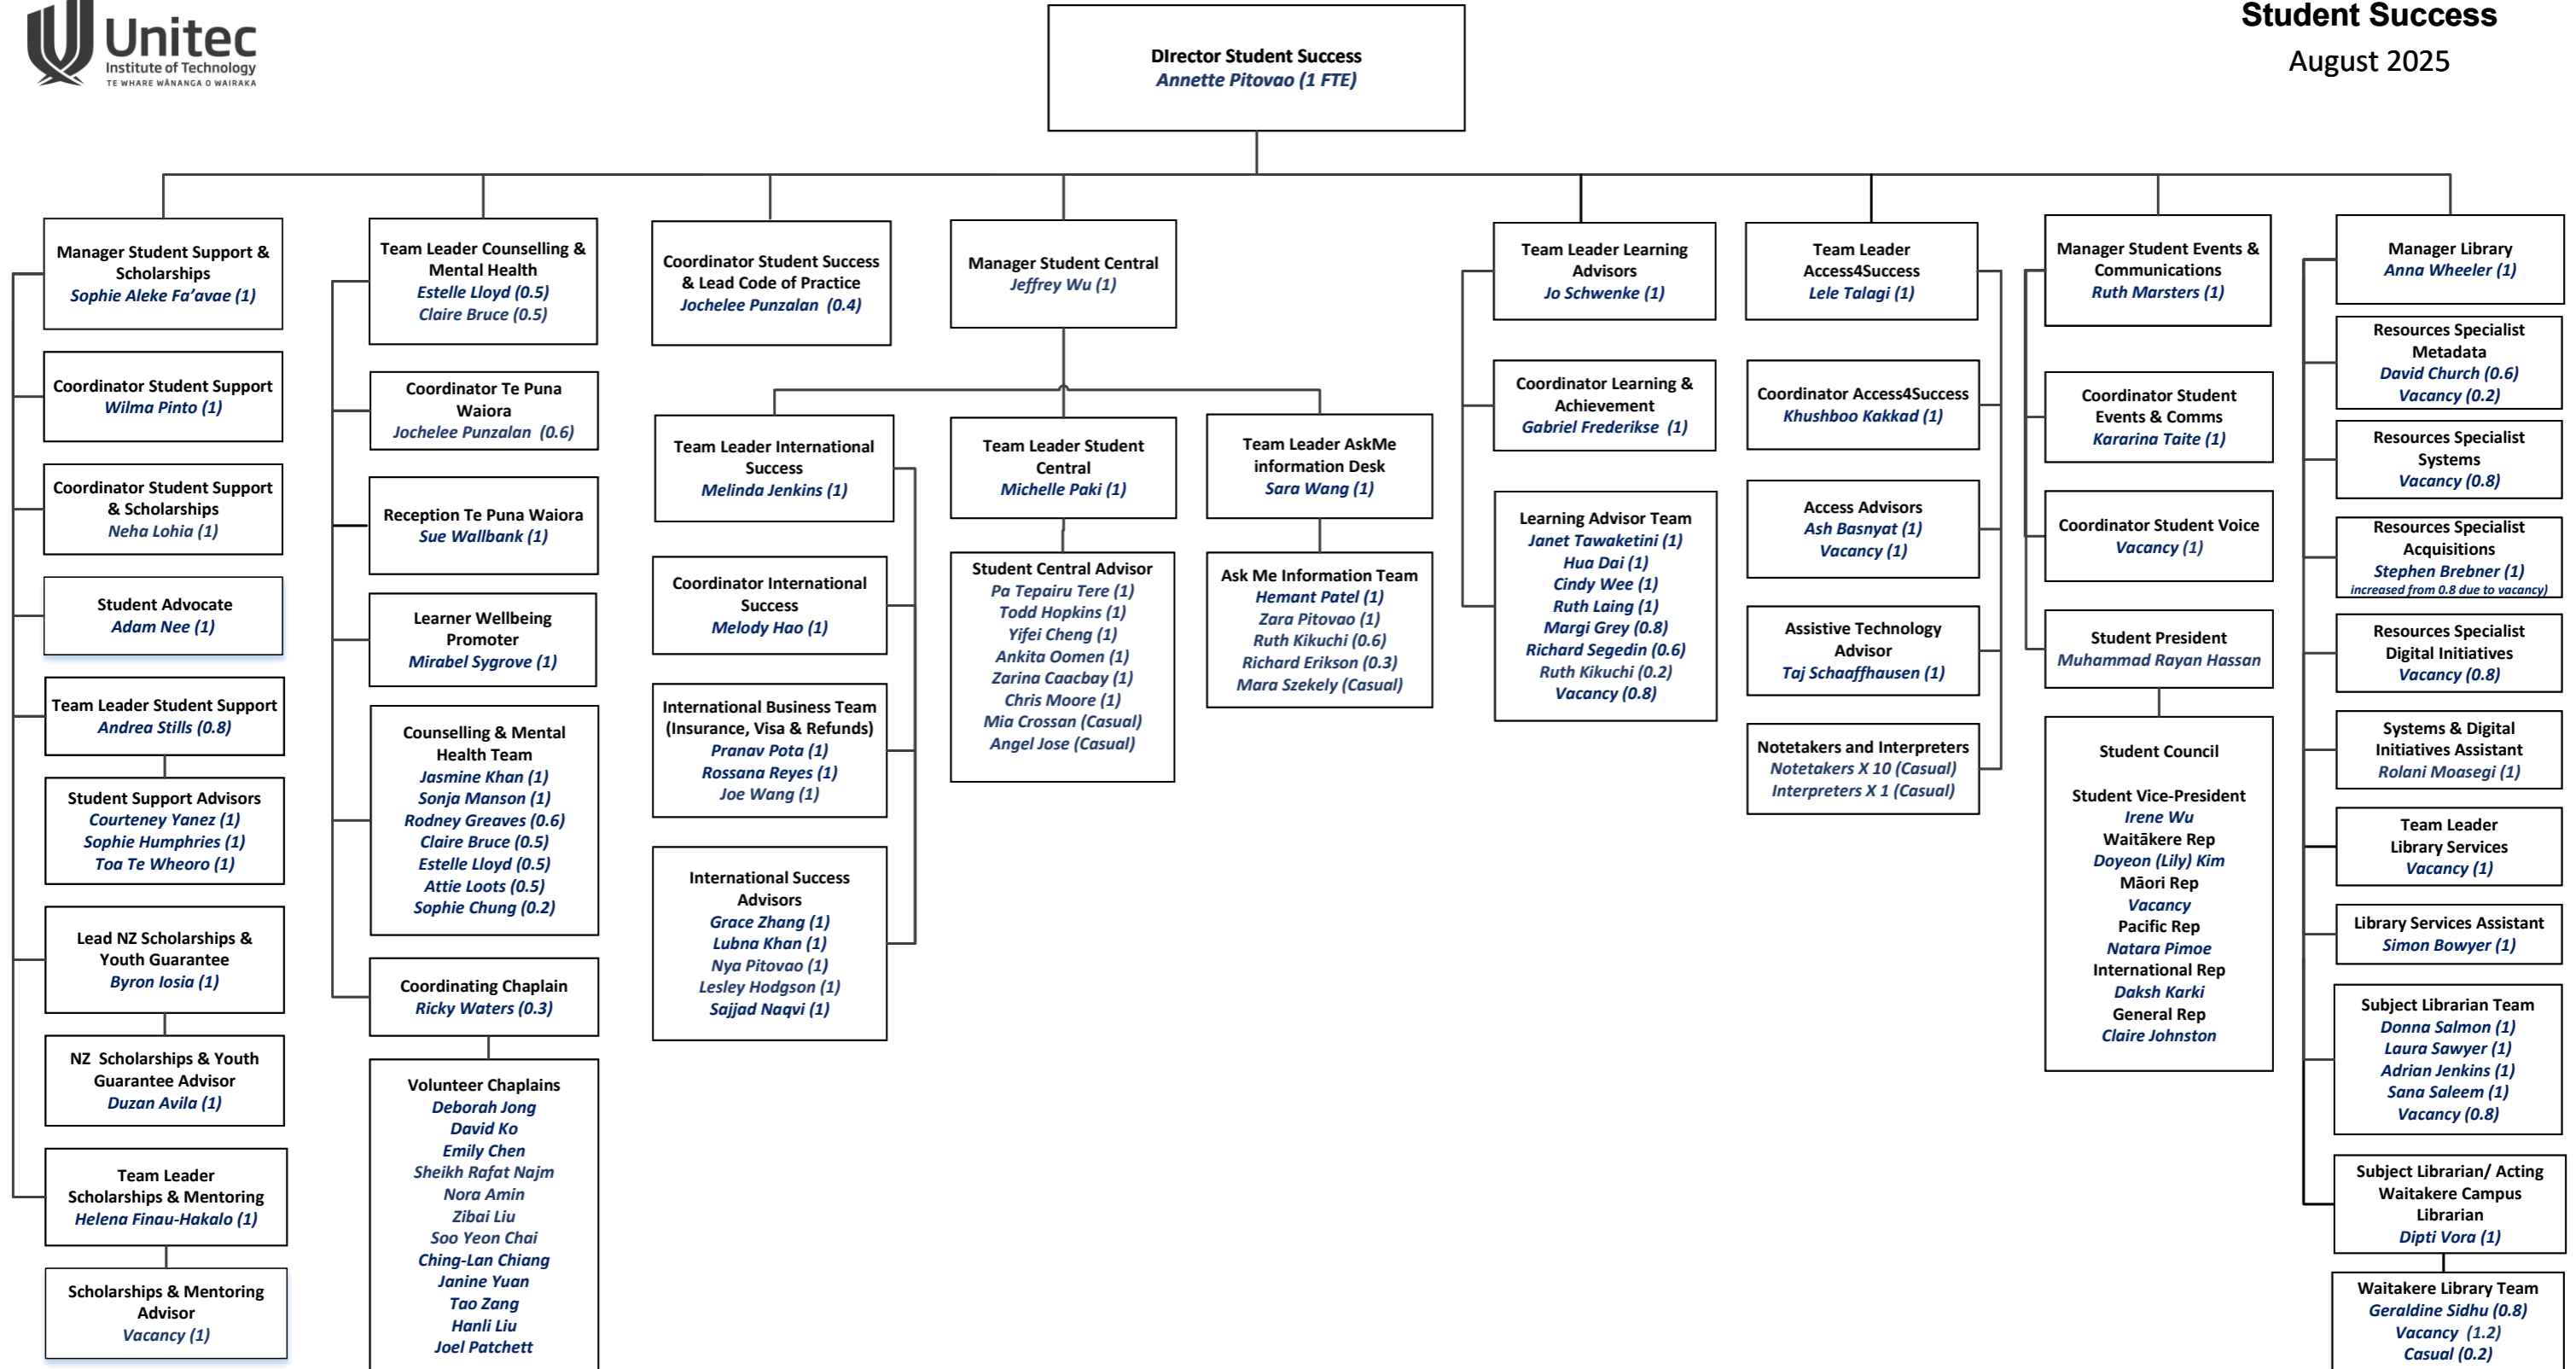 Unitec
Institute of Technology
TE WHARE WĀNANGA O WAIRAKA
Student Success
August 2025
DIrector Student Success
Annette Pitovao (1 FTE)
Manager Student Support &
Scholarships
Sophie Aleke Fa'avae (1)
Coordinator Student Support
Wilma Pinto (1)
Coordinator Student Support
& Scholarships
Neha Lohia (1)
Student Advocate
Adam Nee (1)
Team Leader Student Support
Andrea Stills (0.8)
Student Support Advisors
Courteney Yanez (1)
Sophie Humphries (1)
Toa Te Wheoro (1)
Lead NZ Scholarships &
Youth Guarantee
Byron Iosia (1)
NZ  Scholarships & Youth
Guarantee Advisor
Duzan Avila (1)
Team Leader
Scholarships & Mentoring
Helena Finau-Hakalo (1)
Scholarships & Mentoring
Advisor
Vacancy (1)
Team Leader Counselling &
Mental Health
Estelle Lloyd (0.5)
Claire Bruce (0.5)
Coordinator Te Puna
Waiora
Jochelee Punzalan  (0.6)
Reception Te Puna Waiora
Sue Wallbank (1)
Learner Wellbeing
Promoter
Mirabel Sygrove (1)
Counselling & Mental
Health Team
Jasmine Khan (1)
Sonja Manson (1)
Rodney Greaves (0.6)
Claire Bruce (0.5)
Estelle Lloyd (0.5)
Attie Loots (0.5)
Sophie Chung (0.2)
Coordinating Chaplain
Ricky Waters (0.3)
Volunteer Chaplains
Deborah Jong
David Ko
Emily Chen
Sheikh Rafat Najm
Nora Amin
Zibai Liu
Soo Yeon Chai
Ching-Lan Chiang
Janine Yuan
Tao Zang
Hanli Liu
Joel Patchett
Coordinator Student Success
& Lead Code of Practice
Jochelee Punzalan  (0.4)
Manager Student Central
Jeffrey Wu (1)
Team Leader International
Success
Melinda Jenkins (1)
Coordinator International
Success
Melody Hao (1)
International Business Team
(Insurance, Visa & Refunds)
Pranav Pota (1)
Rossana Reyes (1)
Joe Wang (1)
International Success
Advisors
Grace Zhang (1)
Lubna Khan (1)
Nya Pitovao (1)
Lesley Hodgson (1)
Sajjad Naqvi (1)
Team Leader Student
Central
Michelle Paki (1)
Student Central Advisor
Pa Tepairu Tere (1)
Todd Hopkins (1)
Yifei Cheng (1)
Ankita Oomen (1)
Zarina Caacbay (1)
Chris Moore (1)
Mia Crossan (Casual)
Angel Jose (Casual)
Team Leader AskMe
information Desk
Sara Wang (1)
Ask Me Information Team
Hemant Patel (1)
Zara Pitovao (1)
Ruth Kikuchi (0.6)
Richard Erikson (0.3)
Mara Szekely (Casual)
Team Leader Learning
Advisors
Jo Schwenke (1)
Coordinator Learning &
Achievement
Gabriel Frederikse  (1)
Learning Advisor Team
Janet Tawaketini (1)
Hua Dai (1)
Cindy Wee (1)
Ruth Laing (1)
Margi Grey (0.8)
Richard Segedin (0.6)
Ruth Kikuchi (0.2)
Vacancy (0.8)
Team Leader
Access4Success
Lele Talagi (1)
Coordinator Access4Success
Khushboo Kakkad (1)
Access Advisors
Ash Basnyat (1)
Vacancy (1)
Assistive Technology
Advisor
Taj Schaaffhausen (1)
Notetakers and Interpreters
Notetakers X 10 (Casual)
Interpreters X 1 (Casual)
Manager Student Events &
Communications
Ruth Marsters (1)
Coordinator Student
Events & Comms
Kararina Taite (1)
Coordinator Student Voice
Vacancy (1)
Student President
Muhammad Rayan Hassan
Student Council
Student Vice-President
Irene Wu
Waitākere Rep
Doyeon (Lily) Kim
Māori Rep
Vacancy
Pacific Rep
Natara Pimoe
International Rep
Daksh Karki
General Rep
Claire Johnston
Manager Library
Anna Wheeler (1)
Resources Specialist
Metadata
David Church (0.6)
Vacancy (0.2)
Resources Specialist
Systems
Vacancy (0.8)
Resources Specialist
Acquisitions
Stephen Brebner (1)
increased from 0.8 due to vacancy)
Resources Specialist
Digital Initiatives
Vacancy (0.8)
Systems & Digital
Initiatives Assistant
Rolani Moasegi (1)
Team Leader
Library Services
Vacancy (1)
Library Services Assistant
Simon Bowyer (1)
Subject Librarian Team
Donna Salmon (1)
Laura Sawyer (1)
Adrian Jenkins (1)
Sana Saleem (1)
Vacancy (0.8)
Subject Librarian/ Acting
Waitakere Campus
Librarian
Dipti Vora (1)
Waitakere Library Team
Geraldine Sidhu (0.8)
Vacancy  (1.2)
Casual (0.2)